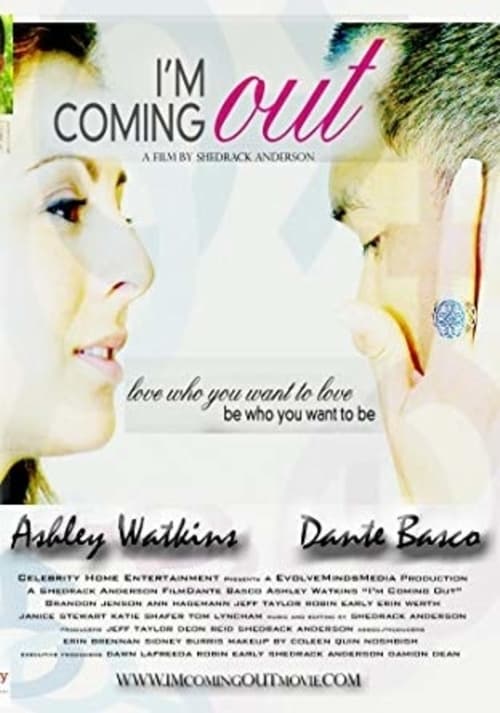 I'M
COMING out
A FILM BY SHEDRACK ANDERSON
love who you want to love
be who you want to be
Ashley Watkins Dante Basco
CELEBRITY HOME ENTERTAINMENT PRESENTS A EVOLVEMINDSMEDIA PRODUCTION
A SHEDRACK ANDERSON FILM DANTE BASCO ASHLEY WATKINS "I'M COMING OUT"
BRANDON JENSON ANN HAGEMANN JEFF TAYLOR ROBIN EARLY ERIN WERTH
JANICE STEWART KATIE SHAFER TOM LYNCHAM MUSIC AND EDITING BY SHEDRACK ANDERSON
PRODUCERS JEFF TAYLOR DEON REID SHEDRACK ANDERSON ASSOC.PRODUCERS
ERIN BRENNAN SIDNEY BURRIS MAKEUP BY COLEEN QUIN NOSHBISH
EXECUTIVE PRODUCERS DAWN LAFREEDA ROBIN EARLY SHEDRACK ANDERSON DAMION DEAN
WWW.IMCOMINGOUTMOVIE.COM